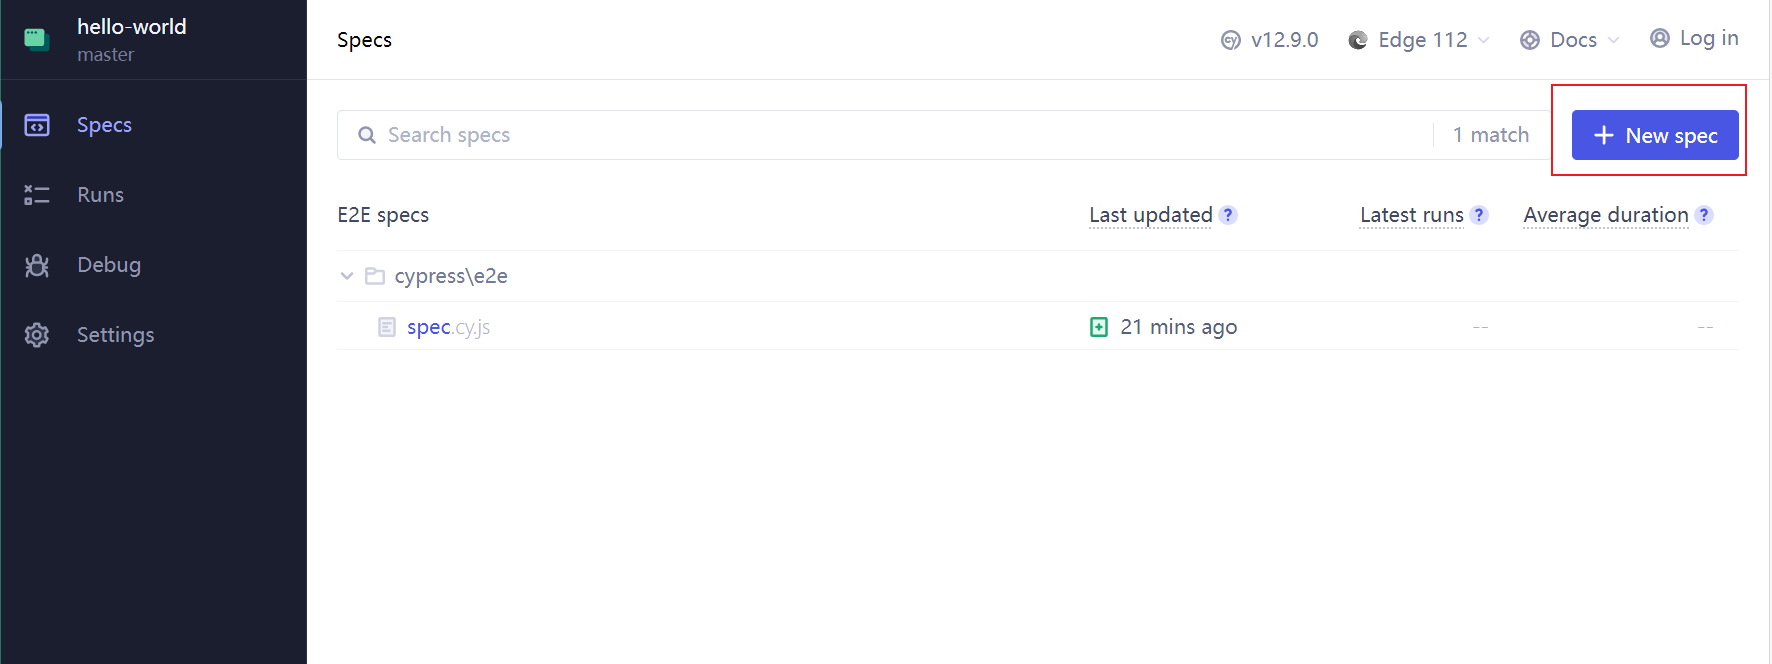 hello-world
master
Specs
Runs
Debug
Settings
Specs
v12.9.0
Edge 112
Docs
Log in
Search specs
1 match
New spec
E2E specs
Last updated ?
Latest runs ?
Average duration ?
cypress\e2e
spec.cy.js
21 mins ago
--
--